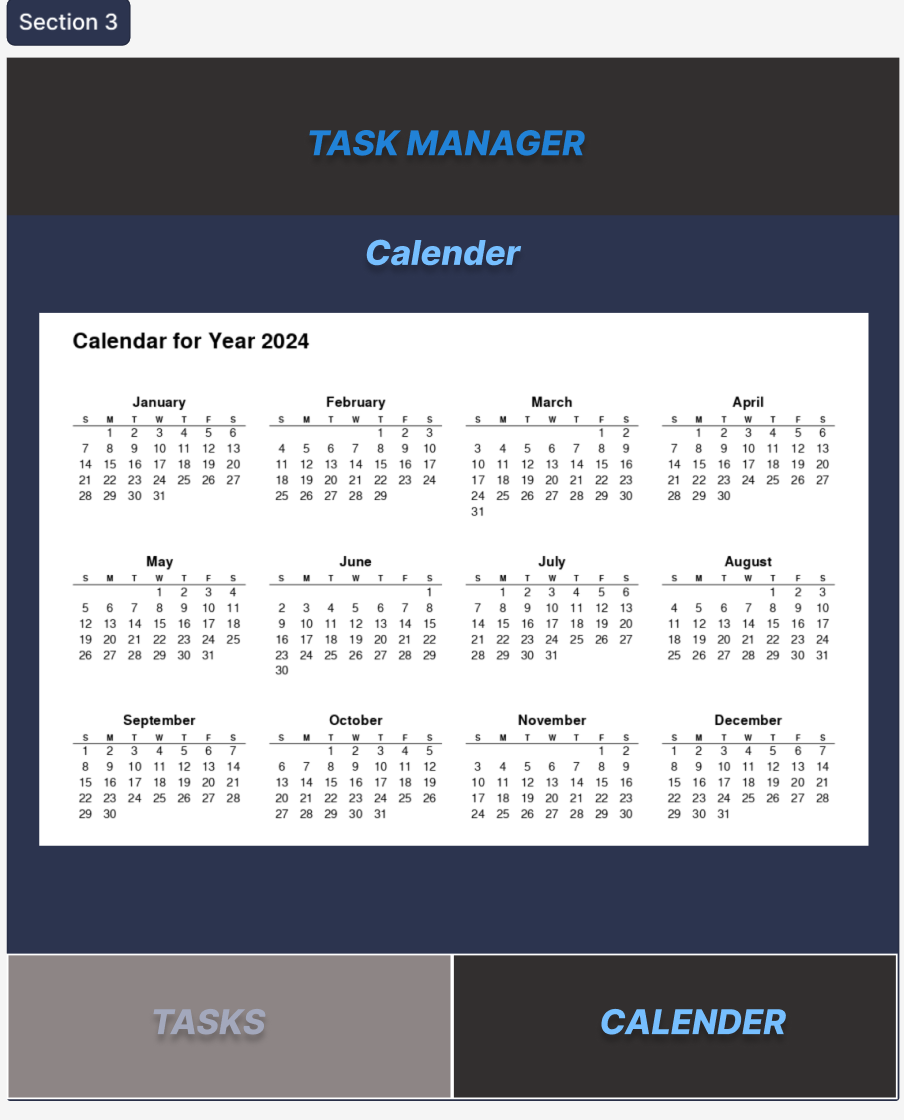 Section 3
TASK MANAGER
Calender
Calendar for Year 2024
January February March April
S M T W T F S S M T W T F S S M T W T F S S M T W T F S
1 2 3 4 5 6 1 2 3 1 2 1 2 3 4 5 6
7 8 9 10 11 12 13 4 5 6 7 8 9 10 3 4 5 6 7 8 9 7 8 9 10 11 12 13
14 15 16 17 18 19 20 11 12 13 14 15 16 17 10 11 12 13 14 15 16 14 15 16 17 18 19 20
21 22 23 24 25 26 27 18 19 20 21 22 23 24 17 18 19 20 21 22 23 21 22 23 24 25 26 27
28 29 30 31 25 26 27 28 29 24 25 26 27 28 29 30 28 29 30
31
May June July August
S M T W T F S S M T W T F S S M T W T F S S M T W T F S
1 2 3 4 1 1 2 3 4 5 6 1 2 3
5 6 7 8 9 10 11 2 3 4 5 6 7 8 7 8 9 10 11 12 13 4 5 6 7 8 9 10
12 13 14 15 16 17 18 9 10 11 12 13 14 15 14 15 16 17 18 19 20 11 12 13 14 15 16 17
19 20 21 22 23 24 25 16 17 18 19 20 21 22 21 22 23 24 25 26 27 18 19 20 21 22 23 24
26 27 28 29 30 31 23 24 25 26 27 28 29 28 29 30 31 25 26 27 28 29 30 31
30
September October November December
S M T W T F S S M T W T F S S M T W T F S S M T W T F S
1 2 3 4 5 6 7 1 2 3 4 5 1 2 1 2 3 4 5 6 7
8 9 10 11 12 13 14 6 7 8 9 10 11 12 3 4 5 6 7 8 9 8 9 10 11 12 13 14
15 16 17 18 19 20 21 13 14 15 16 17 18 19 10 11 12 13 14 15 16 15 16 17 18 19 20 21
22 23 24 25 26 27 28 20 21 22 23 24 25 26 17 18 19 20 21 22 23 22 23 24 25 26 27 28
29 30 27 28 29 30 31 24 25 26 27 28 29 30 29 30 31
TASKS CALENDER